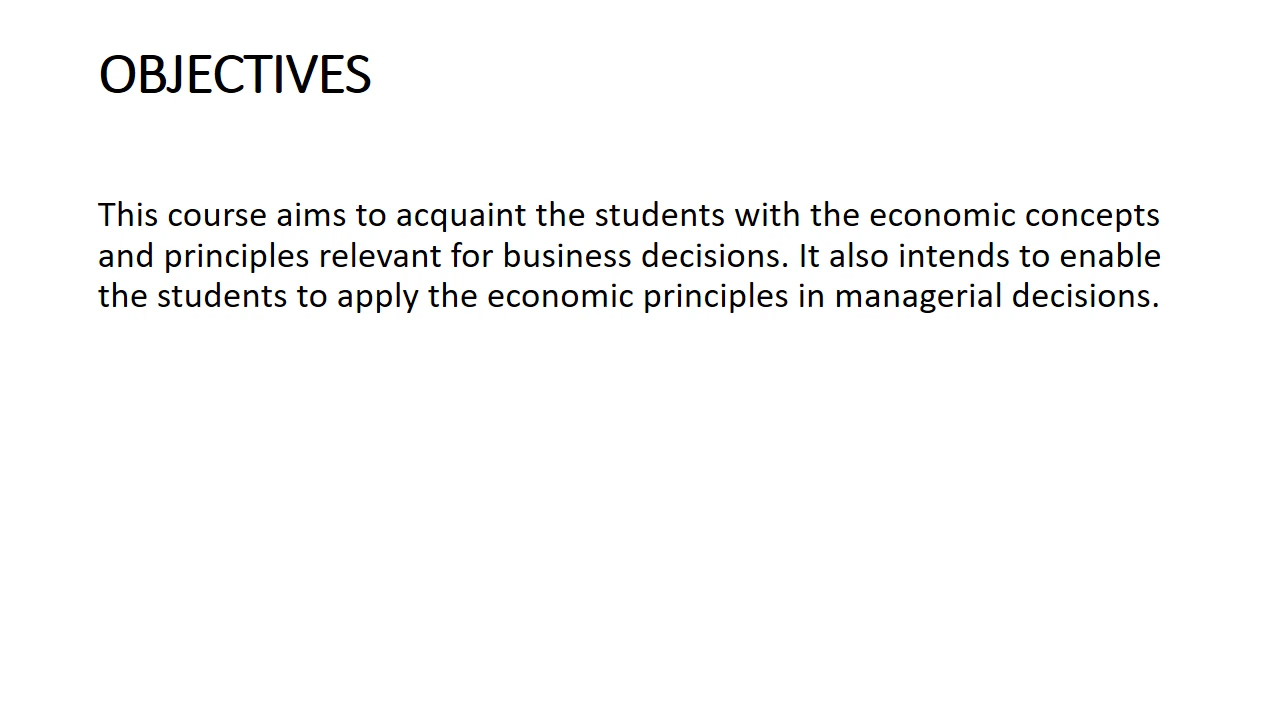 OBJECTIVES
This course aims to acquaint the students with the economic concepts
and principles relevant for business decisions. It also intends to enable
the students to apply the economic principles in managerial decisions.